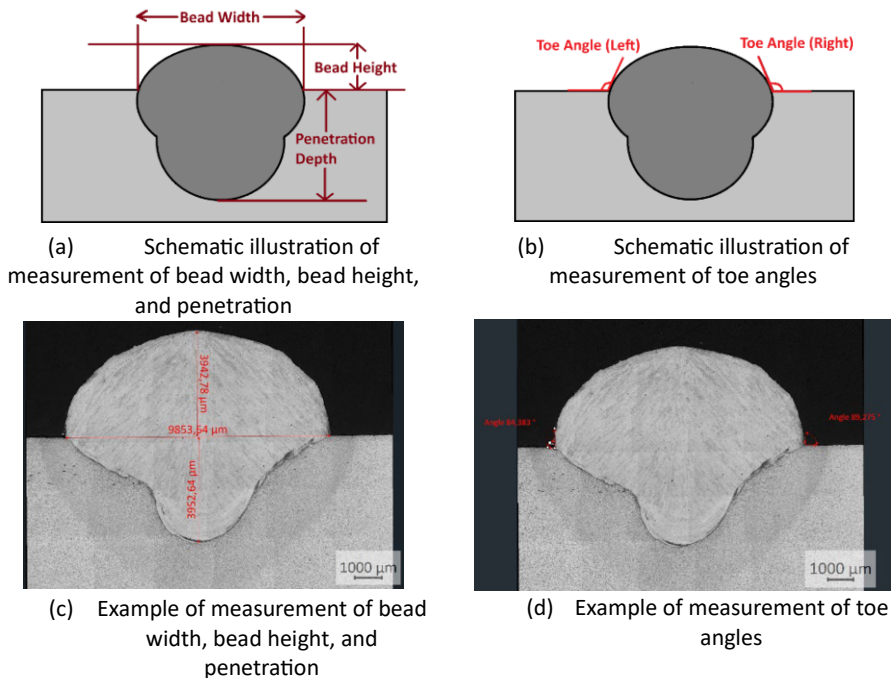 Bead Width
Bead Height
Penetration
Depth
Toe Angle (Left)
Toe Angle (Right)
(a) Schematic illustration of
measurement of bead width, bead height,
and penetration
(b) Schematic illustration of
measurement of toe angles
3942,78 µm
9853,64 µm
3952,64 µm
1000 µm
Angle 84,383 °
Angle 89,275 °
1000 µm
(c) Example of measurement of bead
width, bead height, and
penetration
(d) Example of measurement of toe
angles